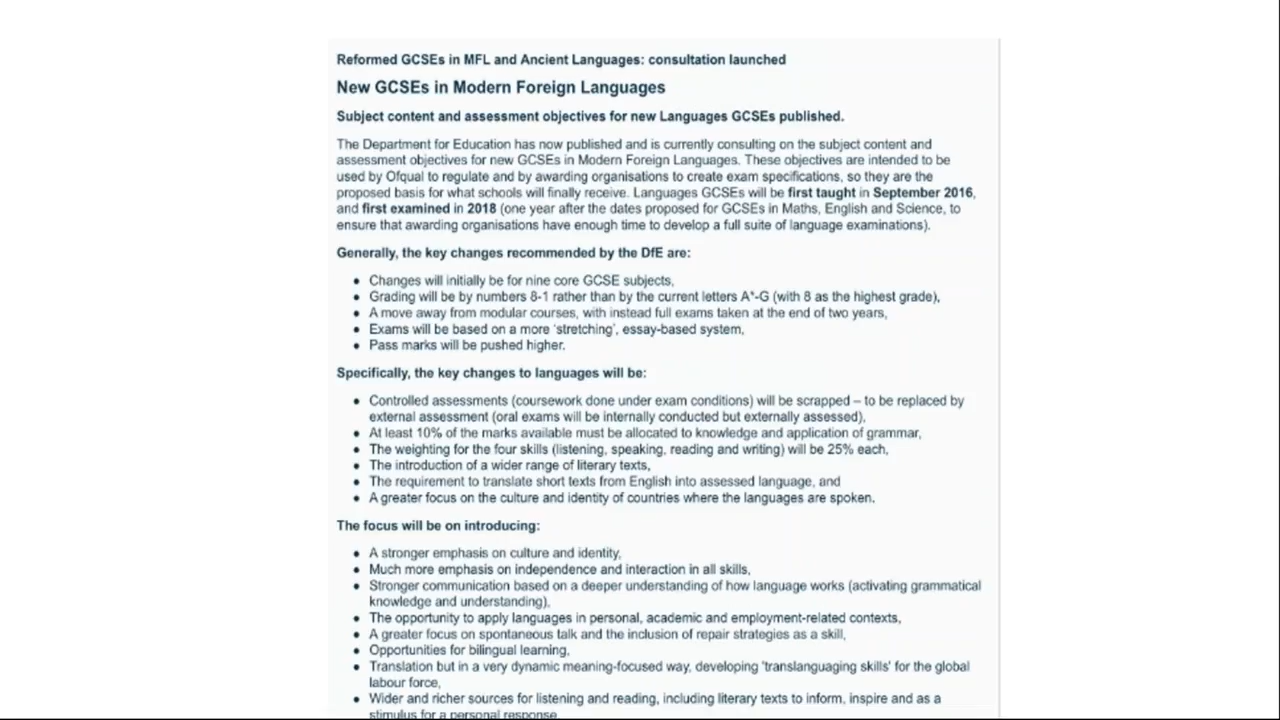 Reformed GCSEs in MFL and Ancient Languages: consultation launched
New GCSEs in Modern Foreign Languages
Subject content and assessment objectives for new Languages GCSEs published.
The Department for Education has now published and is currently consulting on the subject content and
assessment objectives for new GCSEs in Modern Foreign Languages. These objectives are intended to be
used by Ofqual to regulate and by awarding organisations to create exam specifications, so they are the
proposed basis for what schools will finally receive. Languages GCSEs will be first taught in September 2016,
and first examined in 2018 (one year after the dates proposed for GCSEs in Maths, English and Science, to
ensure that awarding organisations have enough time to develop a full suite of language examinations).
Generally, the key changes recommended by the DfE are:
• Changes will initially be for nine core GCSE subjects,
• Grading will be by numbers 8-1 rather than by the current letters A*-G (with 8 as the highest grade),
• A move away from modular courses, with instead full exams taken at the end of two years,
• Exams will be based on a more 'stretching', essay-based system,
• Pass marks will be pushed higher.
Specifically, the key changes to languages will be:
• Controlled assessments (coursework done under exam conditions) will be scrapped – to be replaced by
external assessment (oral exams will be internally conducted but externally assessed),
• At least 10% of the marks available must be allocated to knowledge and application of grammar,
• The weighting for the four skills (listening, speaking, reading and writing) will be 25% each,
• The introduction of a wider range of literary texts,
• The requirement to translate short texts from English into assessed language, and
• A greater focus on the culture and identity of countries where the languages are spoken.
The focus will be on introducing:
• A stronger emphasis on culture and identity,
• Much more emphasis on independence and interaction in all skills,
• Stronger communication based on a deeper understanding of how language works (activating grammatical
knowledge and understanding),
• The opportunity to apply languages in personal, academic and employment-related contexts,
• A greater focus on spontaneous talk and the inclusion of repair strategies as a skill,
• Opportunities for bilingual learning,
• Translation but in a very dynamic meaning-focused way, developing 'translanguaging skills' for the global
labour force,
• Wider and richer sources for listening and reading, including literary texts to inform, inspire and as a
stimulus for a personal response